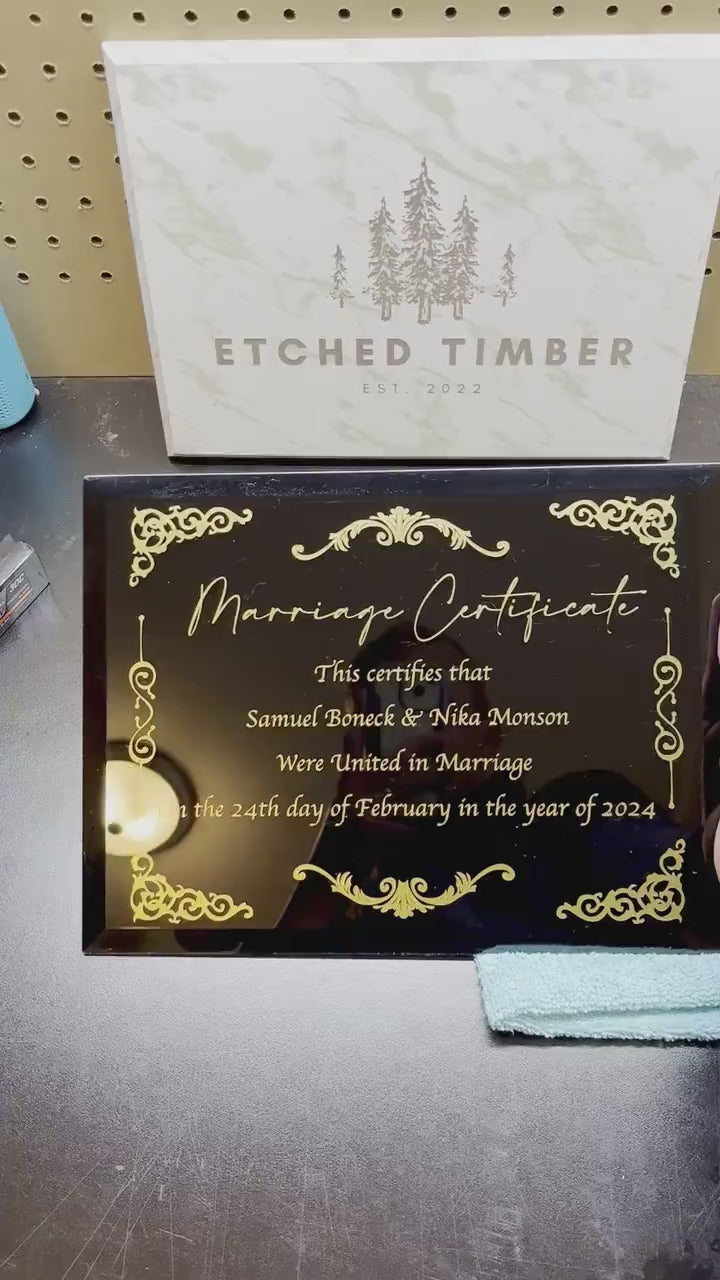 ETCHED TIMBER
EST. 2022
Marriage Certificate
This certifies that
Samuel Boneck & Nika Monson
Were United in Marriage
the 24th day of February in the year of 2024
30C